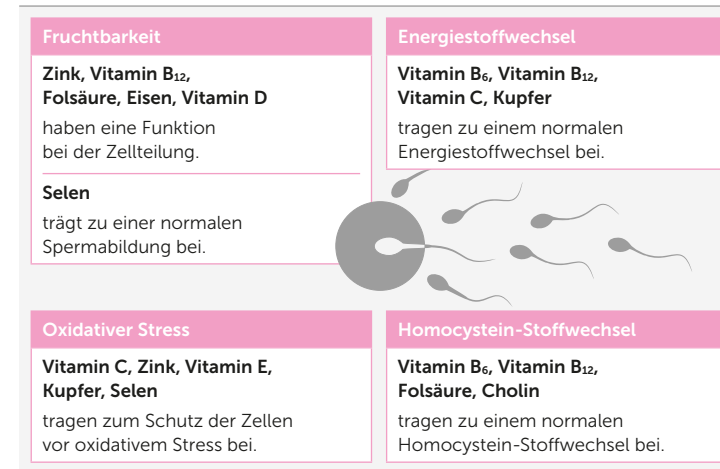 Fruchtbarkeit
Zink, Vitamin B₁₂,
Folsäure, Eisen, Vitamin D
haben eine Funktion
bei der Zellteilung.
Selen
trägt zu einer normalen
Spermabildung bei.
Energiestoffwechsel
Vitamin B₆, Vitamin B₁₂,
Vitamin C, Kupfer
tragen zu einem normalen
Energiestoffwechsel bei.
Oxidativer Stress
Vitamin C, Zink, Vitamin E,
Kupfer, Selen
tragen zum Schutz der Zellen
vor oxidativem Stress bei.
Homocystein-Stoffwechsel
Vitamin B₆, Vitamin B₁₂,
Folsäure, Cholin
tragen zu einem normalen
Homocystein-Stoffwechsel bei.